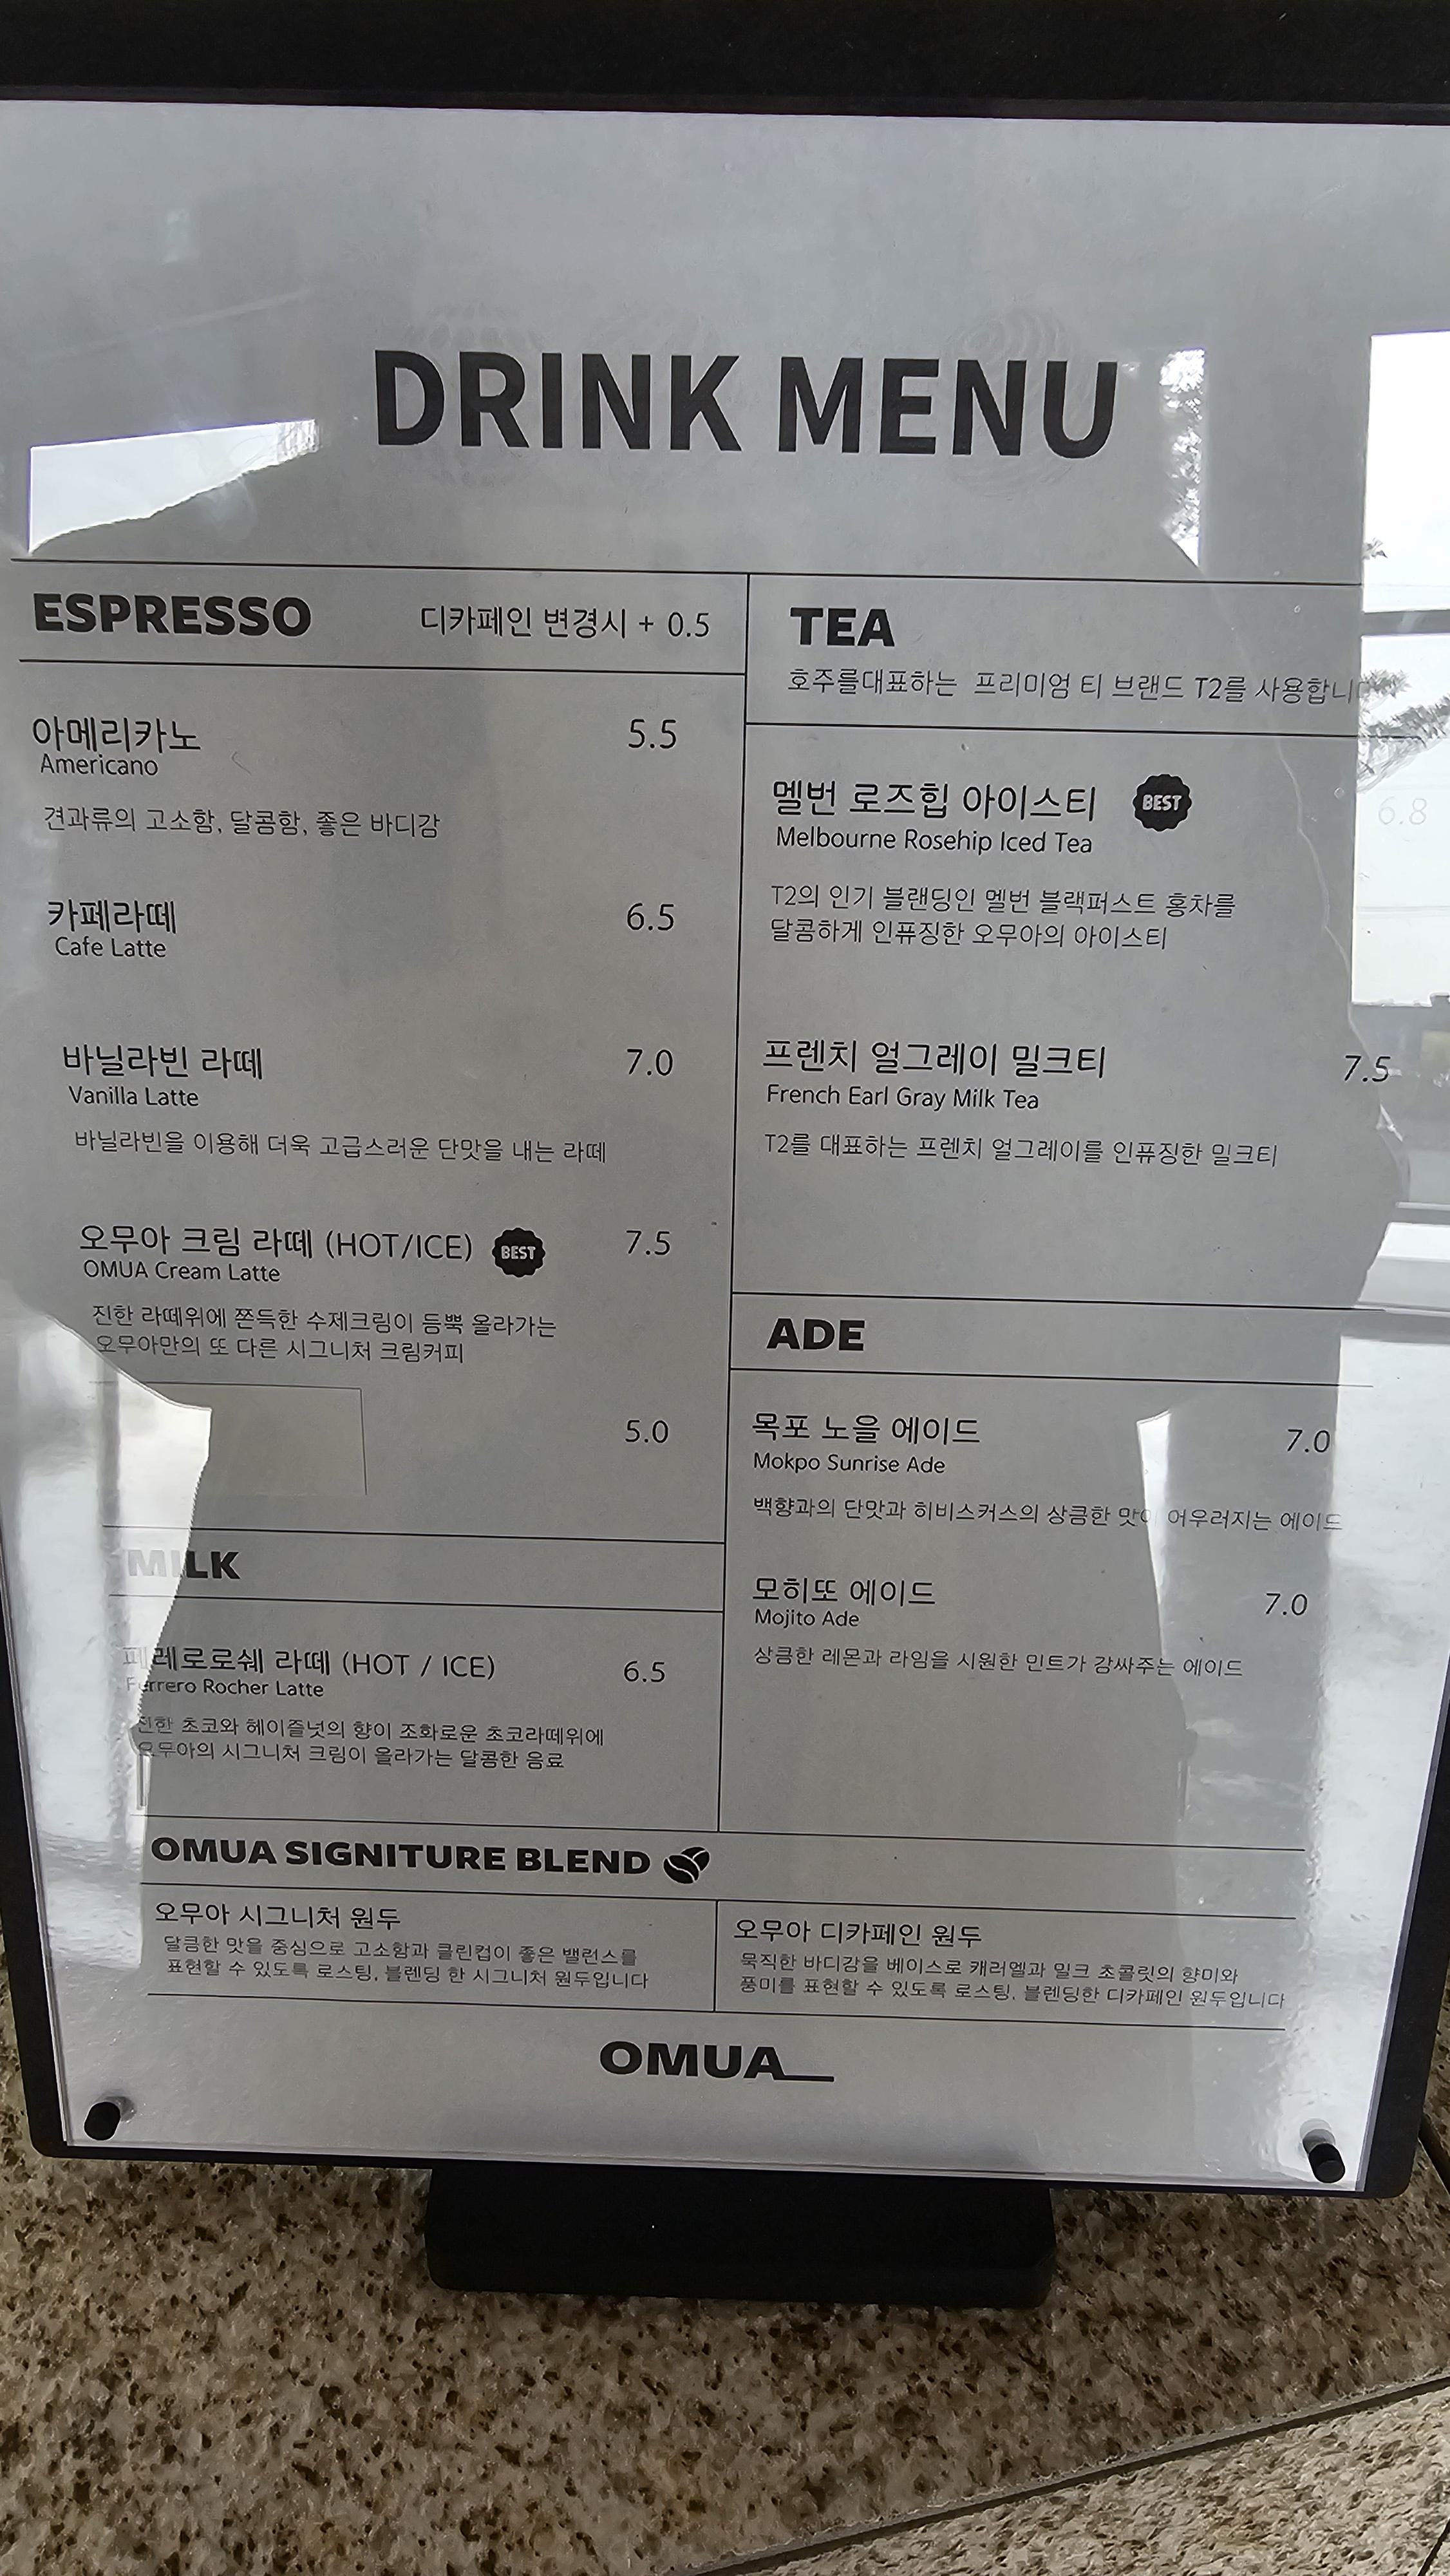 DRINK MENU
ESPRESSO 디카페인 변경시 + 0.5
아메리카노 5.5
Americano
견과류의 고소함, 달콤함, 좋은 바디감
카페라떼 6.5
Cafe Latte
바닐라빈 라떼 7.0
Vanilla Latte
바닐라빈을 이용해 더욱 고급스러운 단맛을 내는 라떼
오무아 크림 라떼 (HOT/ICE) BEST 7.5
OMUA Cream Latte
진한 라떼위에 쫀득한 수제크림이 듬뿍 올라가는
오무아만의 또 다른 시그니처 크림커피
5.0
MILK
페레로로쉐 라떼 (HOT / ICE) 6.5
Ferrero Rocher Latte
진한 초코와 헤이즐넛의 향이 조화로운 초코라떼위에
오무아의 시그니처 크림이 올라가는 달콤한 음료
TEA
호주를대표하는 프리미엄 티 브랜드 T2를 사용합니다
멜번 로즈힙 아이스티 BEST 6.8
Melbourne Rosehip Iced Tea
T2의 인기 블랜딩인 멜번 블랙퍼스트 홍차를
달콤하게 인퓨징한 오무아의 아이스티
프렌치 얼그레이 밀크티 7.5
French Earl Gray Milk Tea
T2를 대표하는 프렌치 얼그레이를 인퓨징한 밀크티
ADE
목포 노을 에이드 7.0
Mokpo Sunrise Ade
백향과의 단맛과 히비스커스의 상큼한 맛이 어우러지는 에이드
모히또 에이드 7.0
Mojito Ade
상큼한 레몬과 라임을 시원한 민트가 감싸주는 에이드
OMUA SIGNITURE BLEND
오무아 시그니처 원두
달큼한 맛을 중심으로 고소함과 클린컵이 좋은 밸런스를
표현할 수 있도록 로스팅, 블렌딩 한 시그니처 원두입니다
오무아 디카페인 원두
묵직한 바디감을 베이스로 캐러멜과 밀크 초콜릿의 향미와
풍미를 표현할 수 있도록 로스팅, 블렌딩한 디카페인 원두입니다
OMUA_